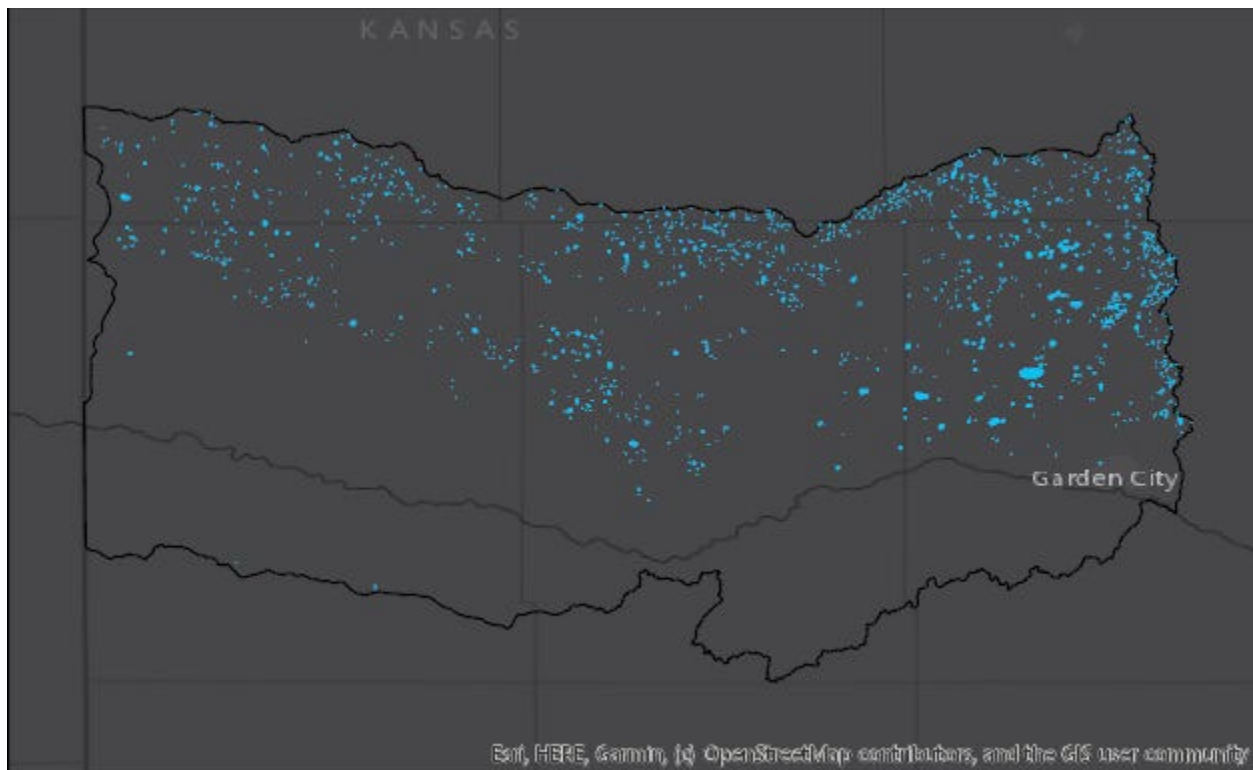 KANSAS
Garden City
Esri, HERE, Garmin, (c) OpenStreetMap contributors, and the GIS user community